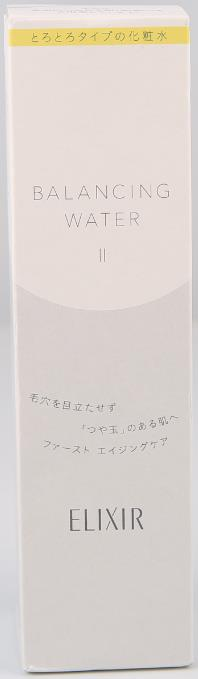 とろとろタイプの化粧水
BALANCING
WATER
II
毛穴を目立たせず
「つや玉」のある肌へ
ファースト エイジングケア
ELIXIR